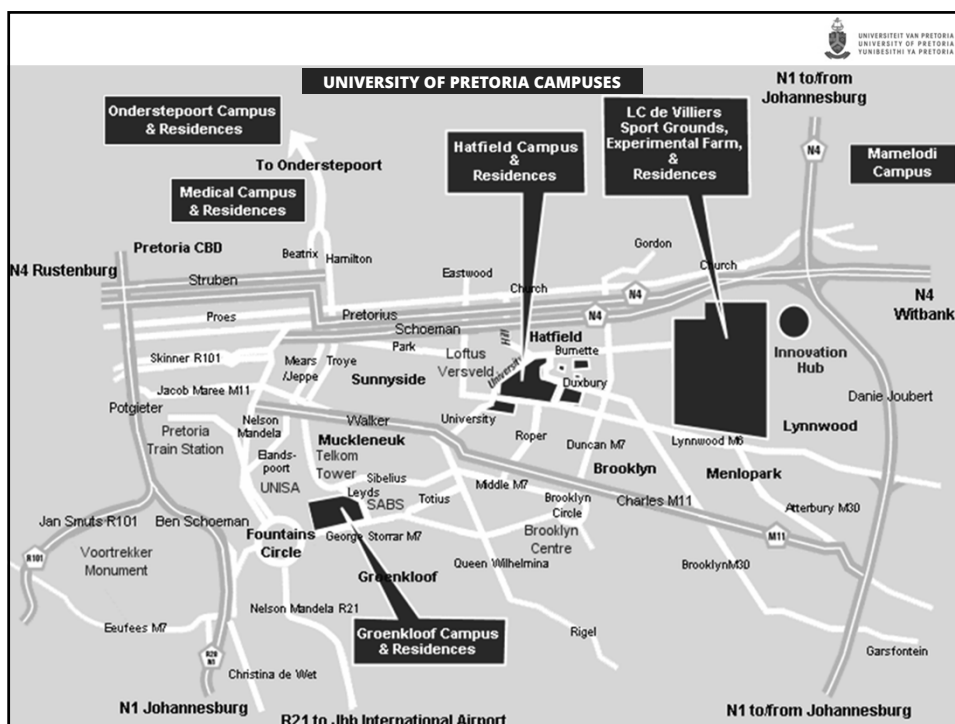 UNIVERSITEIT VAN PRETORIA
UNIVERSITY OF PRETORIA
YUNIBESITHI YA PRETORIA
UNIVERSITY OF PRETORIA CAMPUSES
N1 to/from
Johannesburg
Onderstepoort Campus
& Residences
To Onderstepoort
Medical Campus
& Residences
Hatfield Campus
&
Residences
LC de Villiers
Sport Grounds,
Experimental Farm,
&
Residences
N4
Mamelodi
Campus
Pretoria CBD
N4 Rustenburg
Struben
Beatrix
Hamilton
Eastwood
Church
Gordon
Church
N4
N4
N4
Witbank
Proes
Pretorius
Schoeman
Park
Hill
Hatfield
Burnette
Skinner R101
Mears
/Jeppe
Troye
Sunnyside
Loftus
Versveld
University
Duxbury
Innovation
Hub
Jacob Maree M11
Potgieter
Danie Joubert
Nelson
Mandela
Walker
University
Roper
Duncan M7
Lynnwood M6
Lynnwood
Pretoria
Train Station
Muckleneuk
Telkom
Tower
Elands-
poort
UNISA
Sibelius
Leyds
SABS
Totius
Middle M7
Brooklyn
Menlopark
Charles M11
Brooklyn
Circle
Brooklyn
Centre
Atterbury M30
M11
Jan Smuts R101
Ben Schoeman
Fountains
Circle
George Storrar M7
Queen Wilhelmina
BrooklynM30
R101
Voortrekker
Monument
Groenkloof
Nelson Mandela R21
Eeufees M7
Groenkloof Campus
& Residences
Rigel
Garsfontein
R28
N1
Christina de Wet
N1 Johannesburg
R21 to Jhb International Airport
N1 to/from Johannesburg